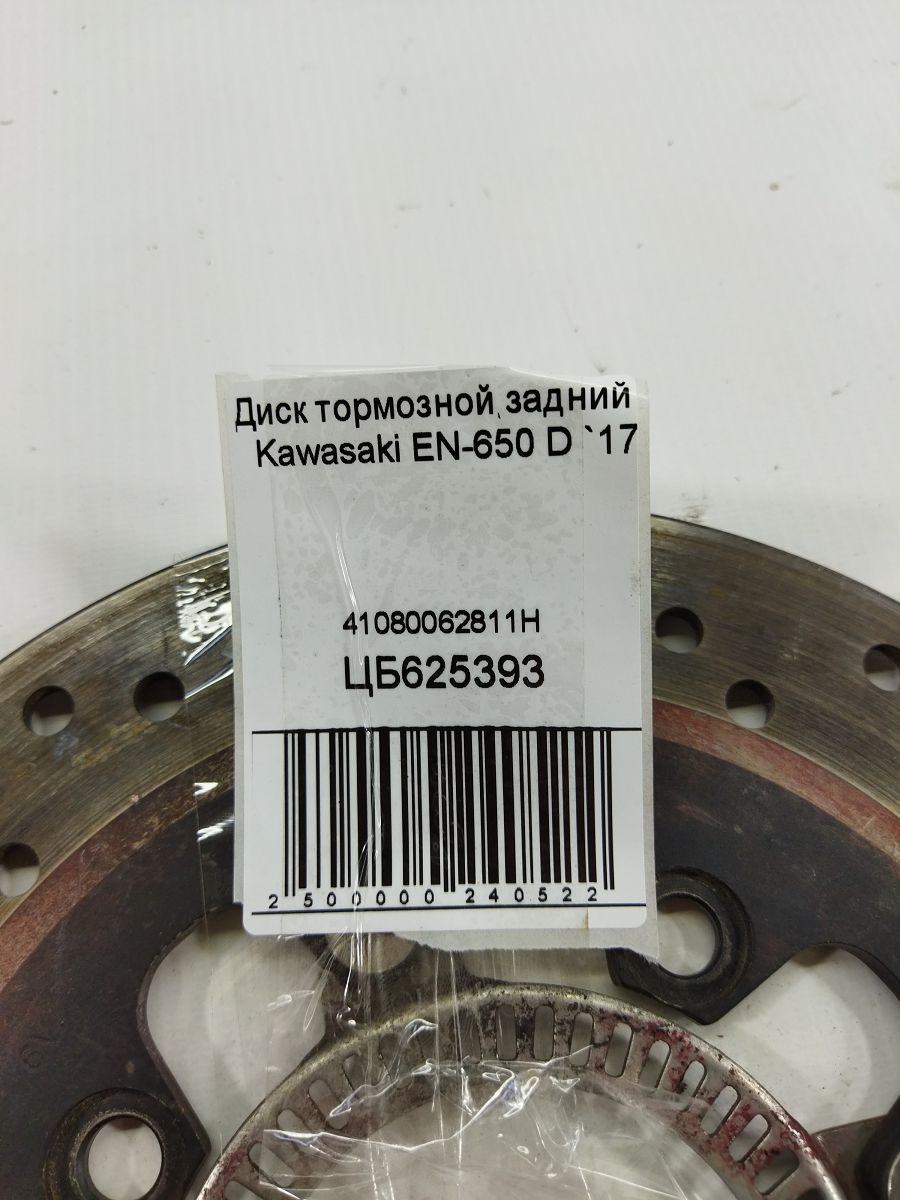 Диск тормозной задний
Kawasaki EN-650 D `17
41080062811H
ЦБ625393
2 500000 240522